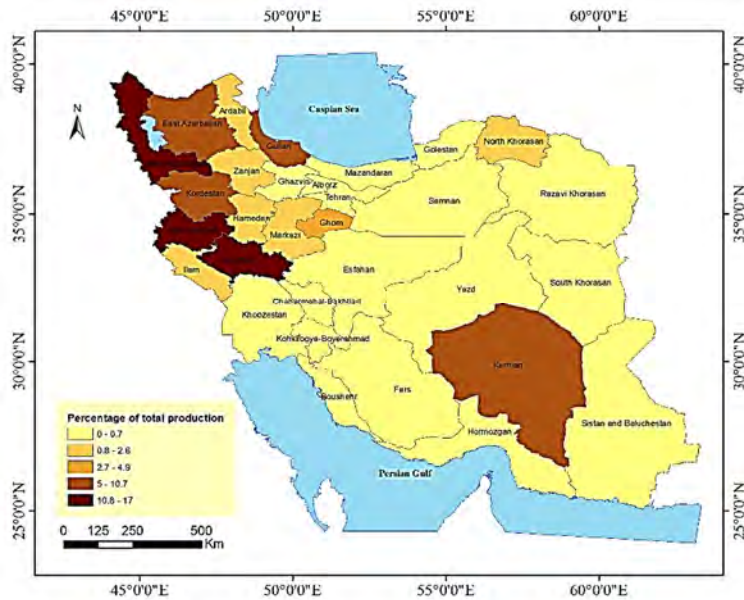 45°0'0"E 50°0'0"E 55°0'0"E 60°0'0"E
40°0'0"N
40°0'0"N
N
Caspian Sea
Ardabil
East Azarbaijan
Guilan
Golestan
North Khorasan
Zanjan
Mazandaran
Ghazvin
Alborz
Tehran
Kordestan
Semnan
Razavi Khorasan
35°0'0"N
35°0'0"N
Hamedan
Ghom
Markazi
Ilam
Esfahan
Yazd
South Khorasan
Khoozestan
30°0'0"N
30°0'0"N
Kerman
Fars
Boushehr
Sistan and Baluchestan
Hormozgan
Persian Gulf
Percentage of total production
0 - 0.7
0.8 - 2.6
2.7 - 4.9
5 - 10.7
10.8 - 17
25°0'0"N
25°0'0"N
0 125 250 500
Km
45°0'0"E 50°0'0"E 55°0'0"E 60°0'0"E